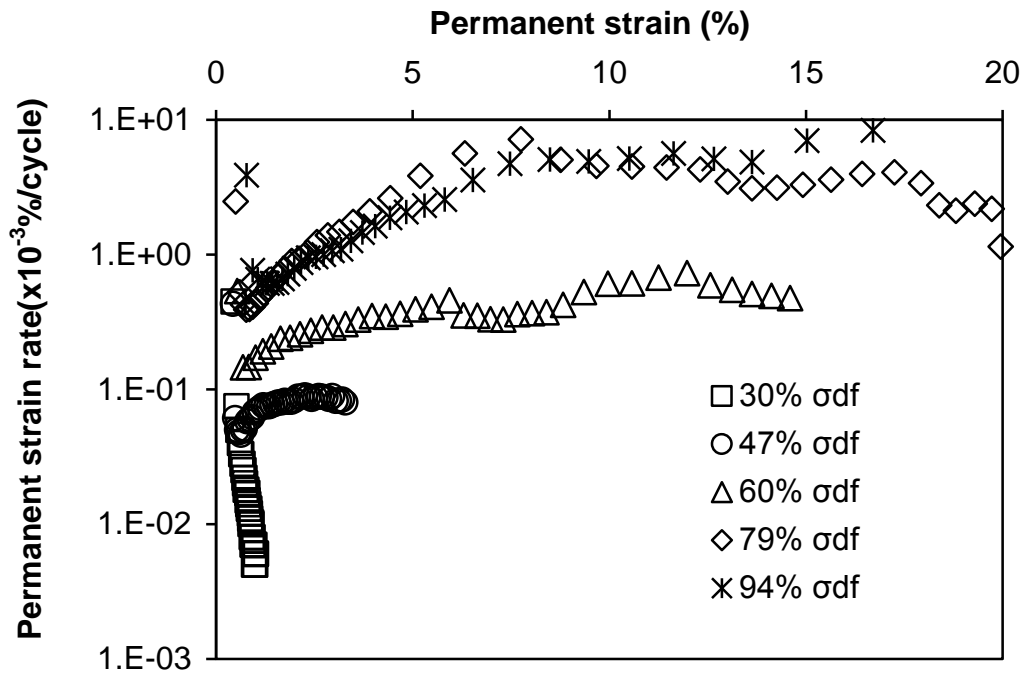 Permanent strain (%)
0 5 10 15 20
Permanent strain rate(x10⁻³%/cycle)
1.E+01
1.E+00
1.E-01
1.E-02
1.E-03
30% σdf
47% σdf
60% σdf
79% σdf
94% σdf